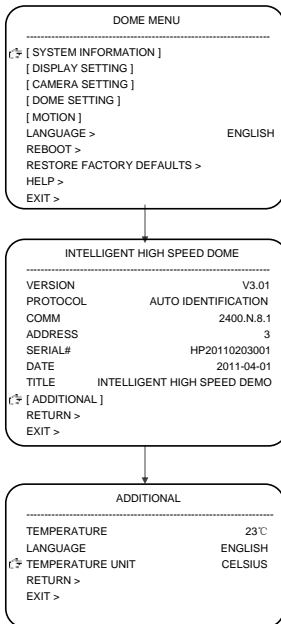 DOME MENU
[ SYSTEM INFORMATION ]
[ DISPLAY SETTING ]
[ CAMERA SETTING ]
[ DOME SETTING ]
[ MOTION ]
LANGUAGE > ENGLISH
REBOOT >
RESTORE FACTORY DEFAULTS >
HELP >
EXIT >
INTELLIGENT HIGH SPEED DOME
VERSION V3.01
PROTOCOL AUTO IDENTIFICATION
COMM 2400.N.8.1
ADDRESS 3
SERIAL# HP20110203001
DATE 2011-04-01
TITLE INTELLIGENT HIGH SPEED DEMO
[ ADDITIONAL ]
RETURN >
EXIT >
ADDITIONAL
TEMPERATURE 23℃
LANGUAGE ENGLISH
TEMPERATURE UNIT CELSIUS
RETURN >
EXIT >